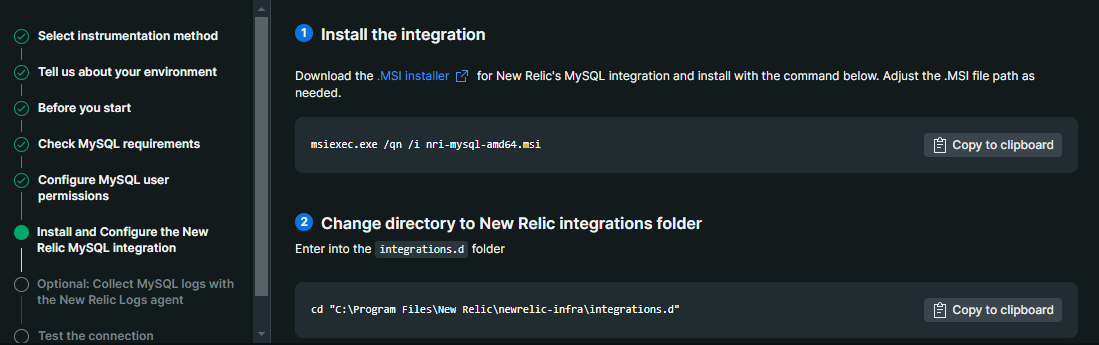 Select instrumentation method
Tell us about your environment
Before you start
Check MySQL requirements
Configure MySQL user
permissions
Install and Configure the New
Relic MySQL integration
Optional: Collect MySQL logs with
the New Relic Logs agent
Test the connection
1 Install the integration
Download the .MSI installer for New Relic's MySQL integration and install with the command below. Adjust the .MSI file path as
needed.
msiexec.exe /qn /i nri-mysql-amd64.msi
Copy to clipboard
2 Change directory to New Relic integrations folder
Enter into the integrations.d folder
cd "C:\Program Files\New Relic\newrelic-infra\integrations.d"
Copy to clipboard